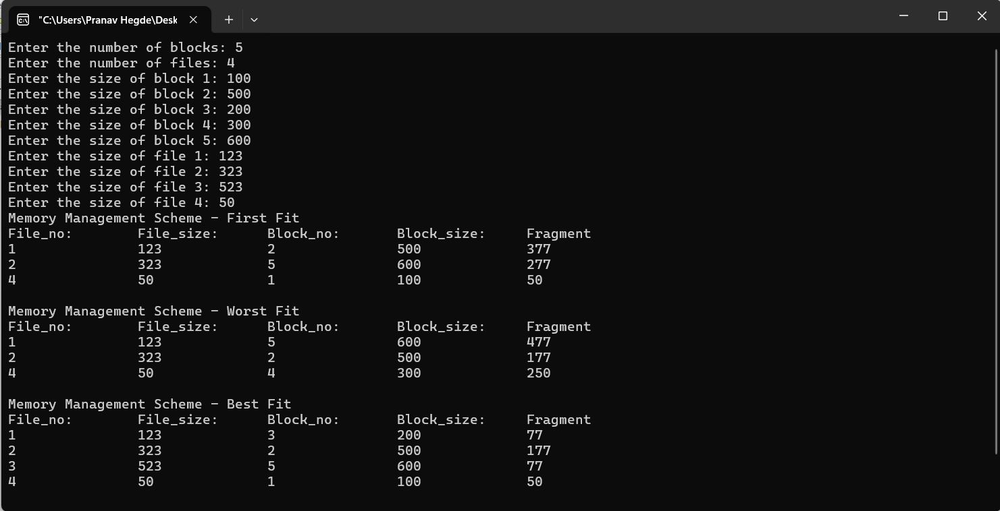 "C:\Users\Pranav Hegde\Desk
Enter the number of blocks: 5
Enter the number of files: 4
Enter the size of block 1: 100
Enter the size of block 2: 500
Enter the size of block 3: 200
Enter the size of block 4: 300
Enter the size of block 5: 600
Enter the size of file 1: 123
Enter the size of file 2: 323
Enter the size of file 3: 523
Enter the size of file 4: 50
Memory Management Scheme - First Fit
File_no: File_size: Block_no: Block_size: Fragment
1 123 2 500 377
2 323 5 600 277
4 50 1 100 50
Memory Management Scheme - Worst Fit
File_no: File_size: Block_no: Block_size: Fragment
1 123 5 600 477
2 323 2 500 177
4 50 4 300 250
Memory Management Scheme - Best Fit
File_no: File_size: Block_no: Block_size: Fragment
1 123 3 200 77
2 323 2 500 177
3 523 5 600 77
4 50 1 100 50